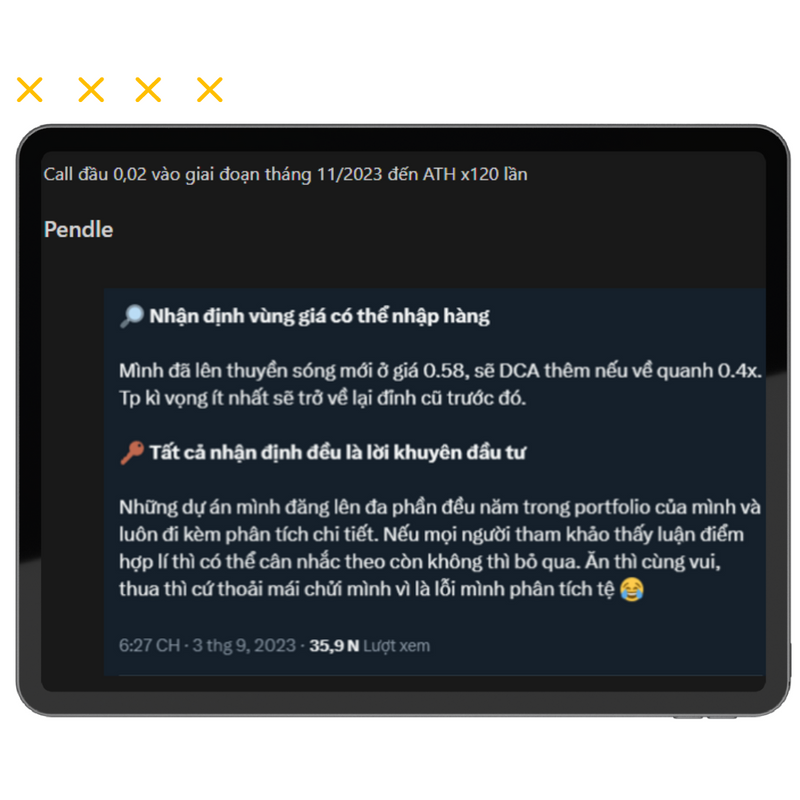 Call đầu 0,02 vào giai đoạn tháng 11/2023 đến ATH x120 lần
Pendle
🔎 Nhận định vùng giá có thể nhập hàng
Mình đã lên thuyền sóng mới ở giá 0.58, sẽ DCA thêm nếu về quanh 0.4x.
Tp kì vọng ít nhất sẽ trở về lại đỉnh cũ trước đó.
🔑 Tất cả nhận định đều là lời khuyên đầu tư
Những dự án mình đăng lên đa phần đều năm trong portfolio của mình và
luôn đi kèm phân tích chi tiết. Nếu mọi người tham khảo thấy luận điểm
hợp lí thì có thể cân nhắc theo còn không thì bỏ qua. Ăn thì cùng vui,
thua thì cứ thoải mái chửi mình vì là lỗi mình phân tích tệ 😂
6:27 CH · 3 thg 9, 2023 · 35,9 N Lượt xem